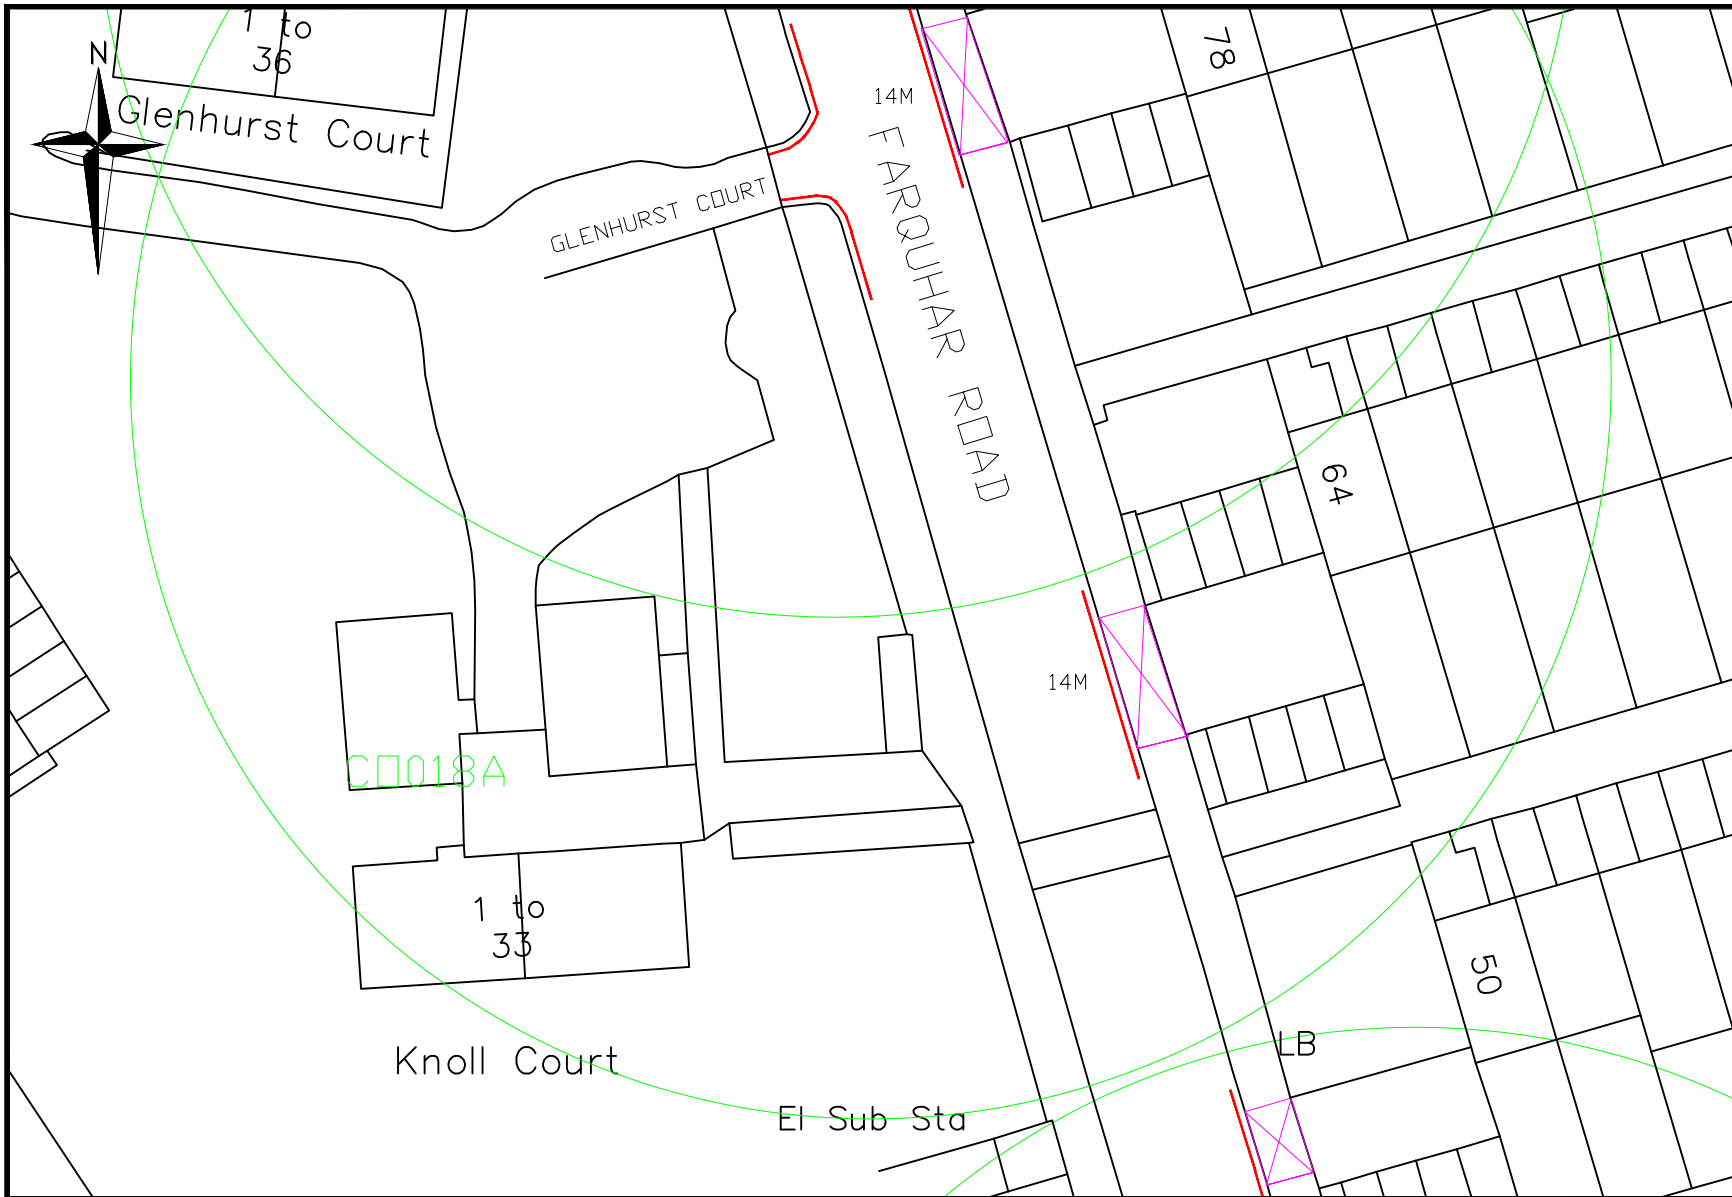 1 to
36
N
Glenhurst Court
78
14M
FARQUHAR ROAD
GLENHURST COURT
64
14M
CO018A
1 to
33
50
LB
Knoll Court
El Sub Sta